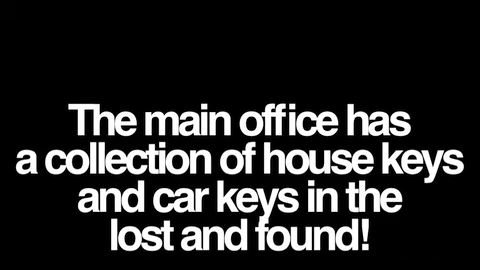 The main office has
a collection of house keys
and car keys in the
lost and found!